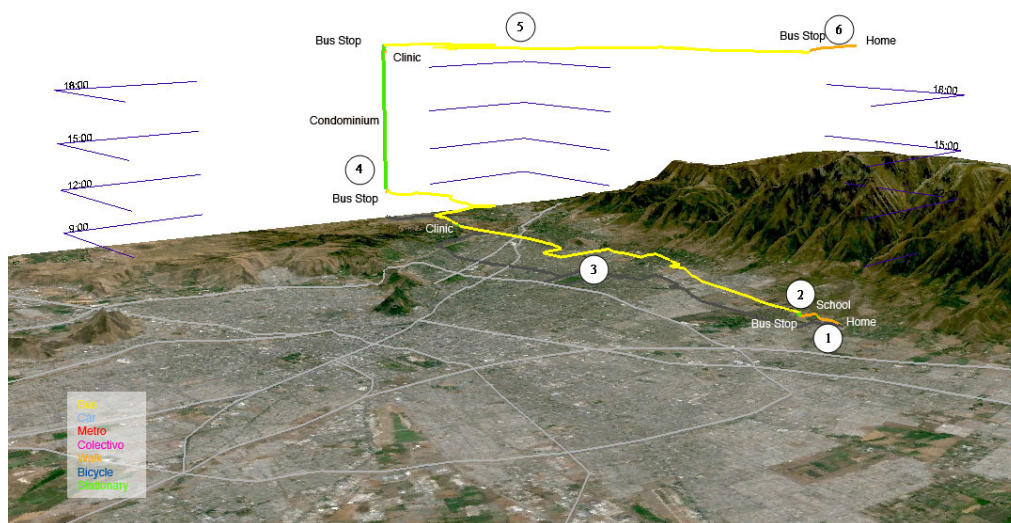 5
6
Bus Stop
Bus Stop
Home
Clinic
18:00
18:00
Condominium
15:00
15:00
4
12:00
Bus Stop
9:00
Clinic
3
2
School
Bus Stop
Home
1
Bus
Car
Metro
Colectivo
Walk
Bicycle
Stationary